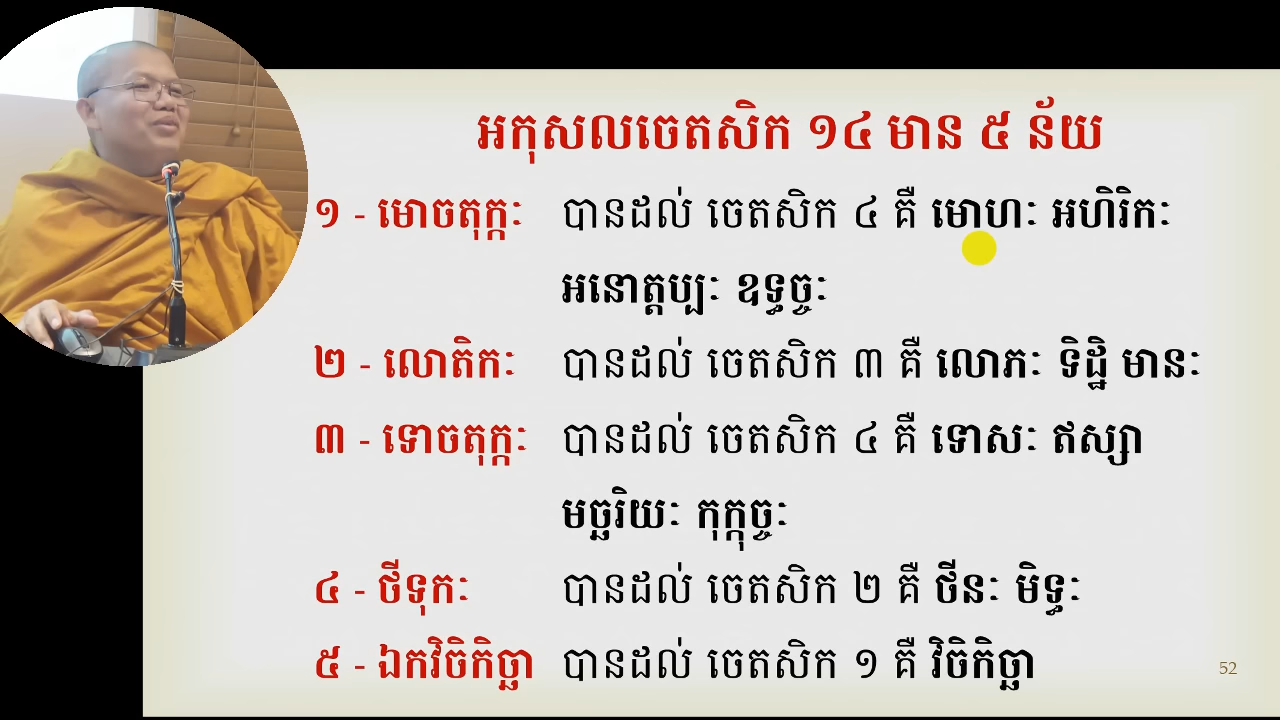 អកុសលចេតសិក ១៤ មាន ៥ ន័យ
១ - មោចតុក្កៈ បានដល់ ចេតសិក ៤ គឺ មោហៈ អហិរិកៈ
អនោត្តប្បៈ ឧទ្ធច្ចៈ
២ - លោតិកៈ បានដល់ ចេតសិក ៣ គឺ លោភៈ ទិដ្ឋិ មានៈ
៣ - ទោចតុក្កៈ បានដល់ ចេតសិក ៤ គឺ ទោសៈ ឥស្សា
មច្ឆរិយៈ កុក្កុច្ចៈ
៤ - ថីទុកៈ បានដល់ ចេតសិក ២ គឺ ថីនៈ មិទ្ធៈ
៥ - ឯកវិចិកិច្ឆា បានដល់ ចេតសិក ១ គឺ វិចិកិច្ឆា
52